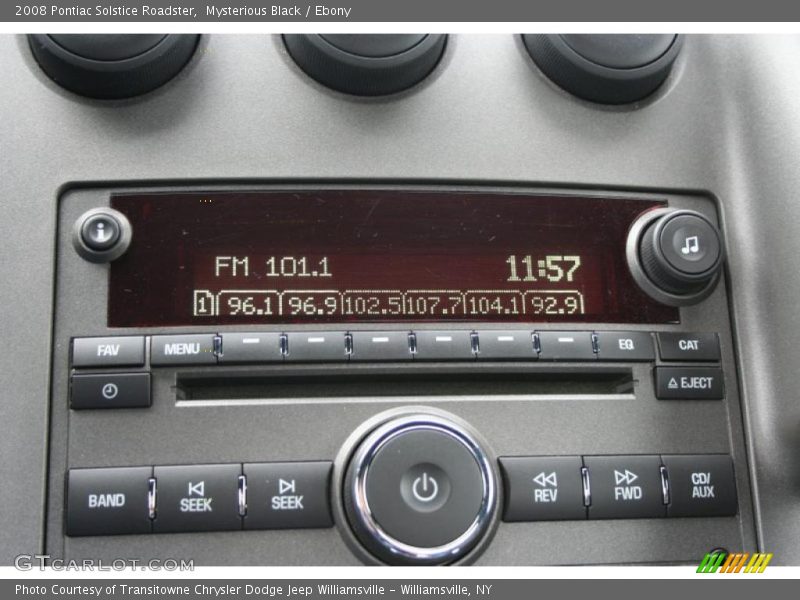 2008 Pontiac Solstice Roadster, Mysterious Black / Ebony
i
FM 101.1 11:57
1 96.1 96.9 102.5 107.7 104.1 92.9
FAV MENU EQ CAT
EJECT
BAND SEEK SEEK REV FWD CD/
AUX
GTCARLOT.COM
Photo Courtesy of Transitowne Chrysler Dodge Jeep Williamsville - Williamsville, NY